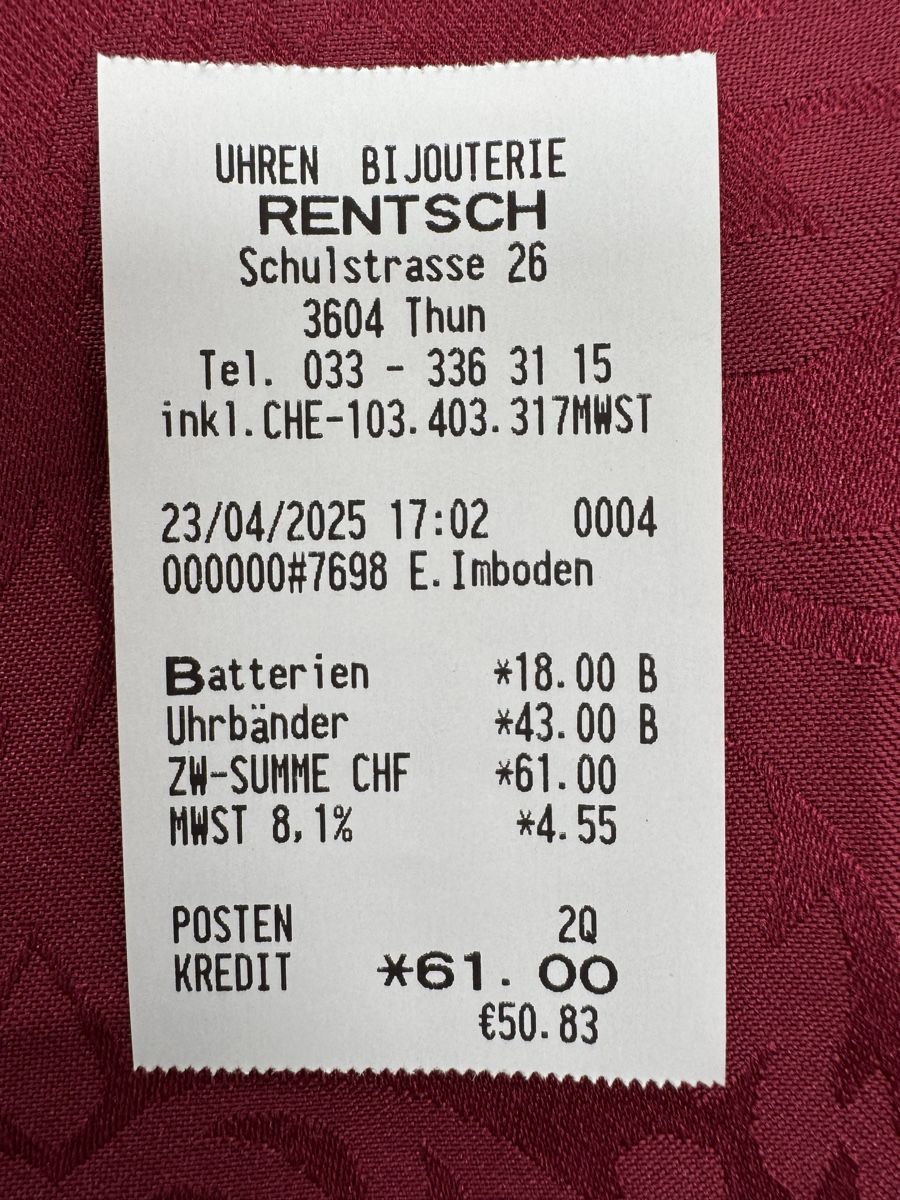 UHREN BIJOUTERIE
RENTSCH
Schulstrasse 26
3604 Thun
Tel. 033 - 336 31 15
inkl.CHE-103.403.317MWST
23/04/2025 17:02 0004
000000#7698 E.Imboden
Batterien *18.00 B
Uhrbänder *43.00 B
ZW-SUMME CHF *61.00
MWST 8,1% *4.55
POSTEN 2Q
KREDIT *61.00
€50.83